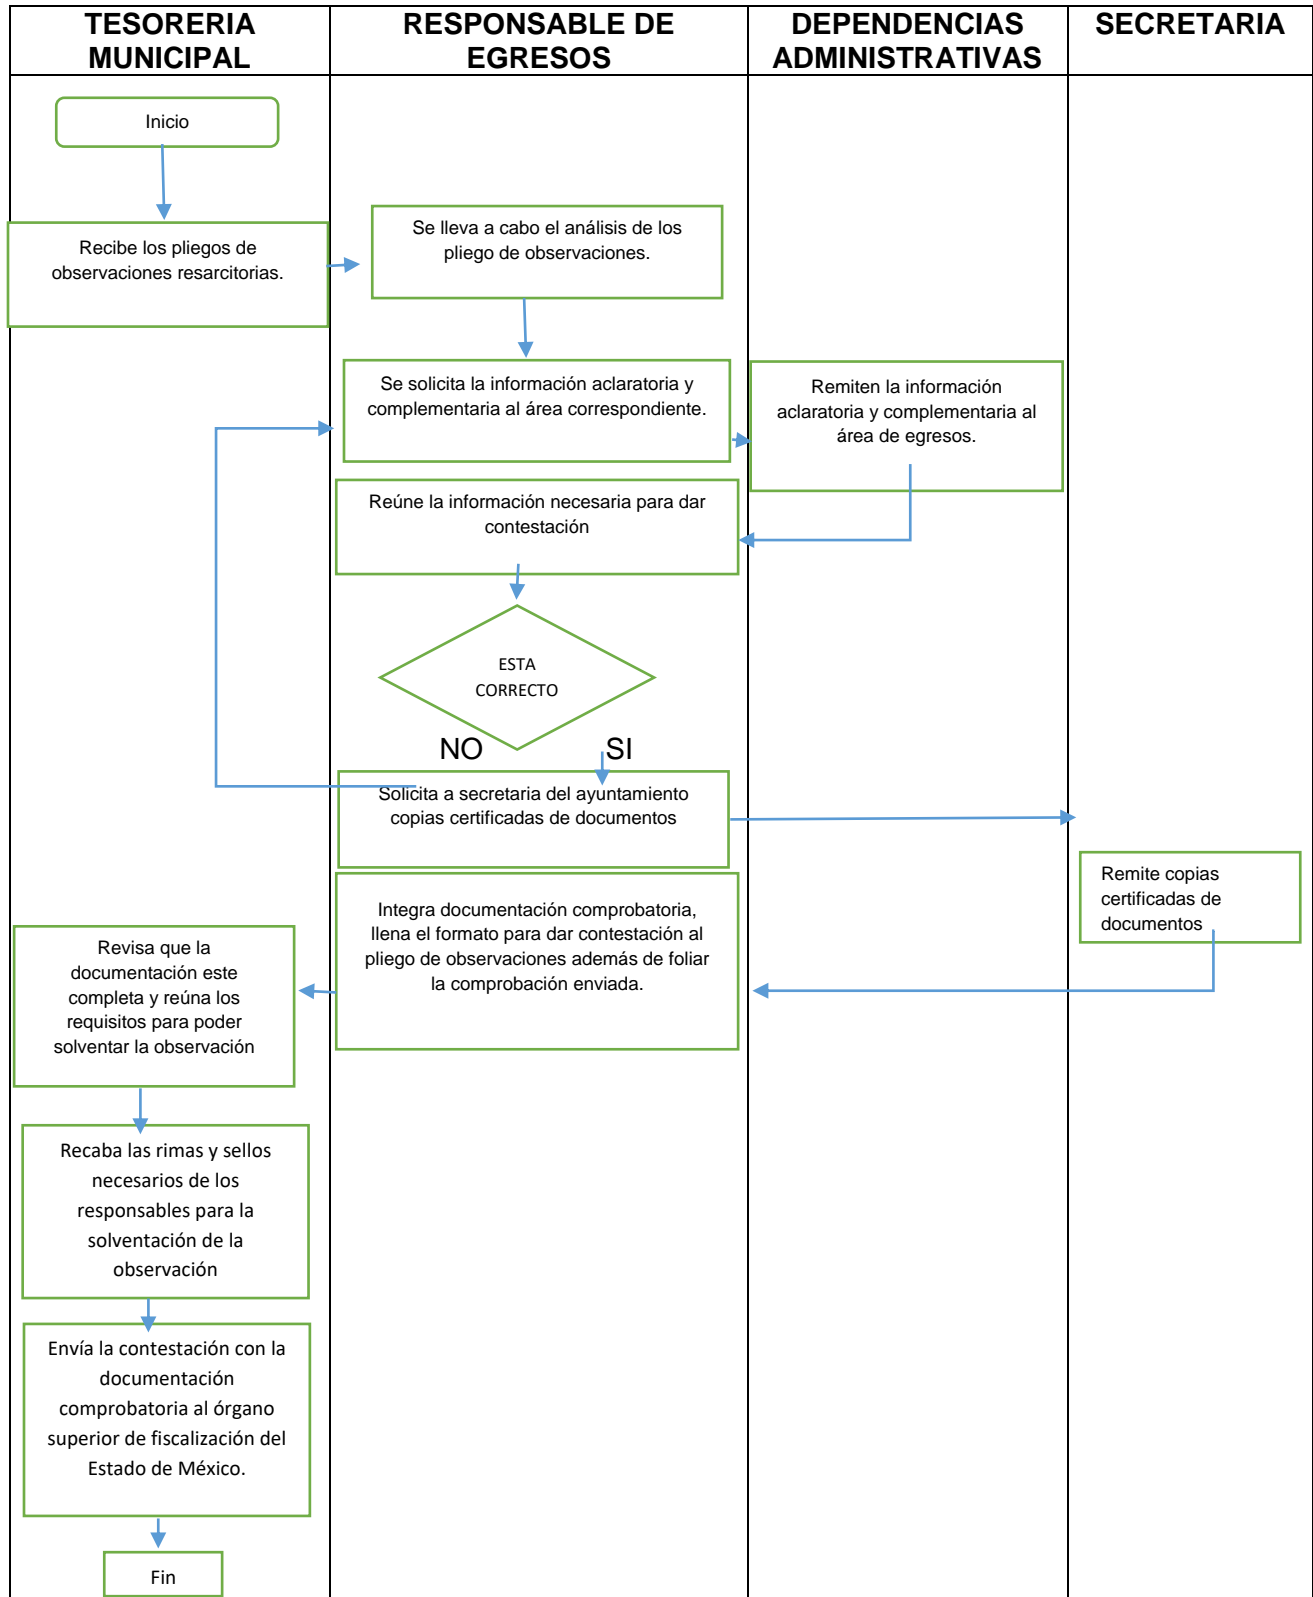 TESORERIA
MUNICIPAL
RESPONSABLE DE
EGRESOS
DEPENDENCIAS
ADMINISTRATIVAS
SECRETARIA
Inicio
Recibe los pliegos de
observaciones resarcitorias.
Se lleva a cabo el análisis de los
pliego de observaciones.
Se solicita la información aclaratoria y
complementaria al área correspondiente.
Remiten la información
aclaratoria y complementaria al
área de egresos.
Reúne la información necesaria para dar
contestación
ESTA
CORRECTO
NO
SI
Solicita a secretaria del ayuntamiento
copias certificadas de documentos
Remite copias
certificadas de
documentos
Integra documentación comprobatoria,
llena el formato para dar contestación al
pliego de observaciones además de foliar
la comprobación enviada.
Revisa que la
documentación este
completa y reúna los
requisitos para poder
solventar la observación
Recaba las rimas y sellos
necesarios de los
responsables para la
solventación de la
observación
Envía la contestación con la
documentación
comprobatoria al órgano
superior de fiscalización del
Estado de México.
Fin